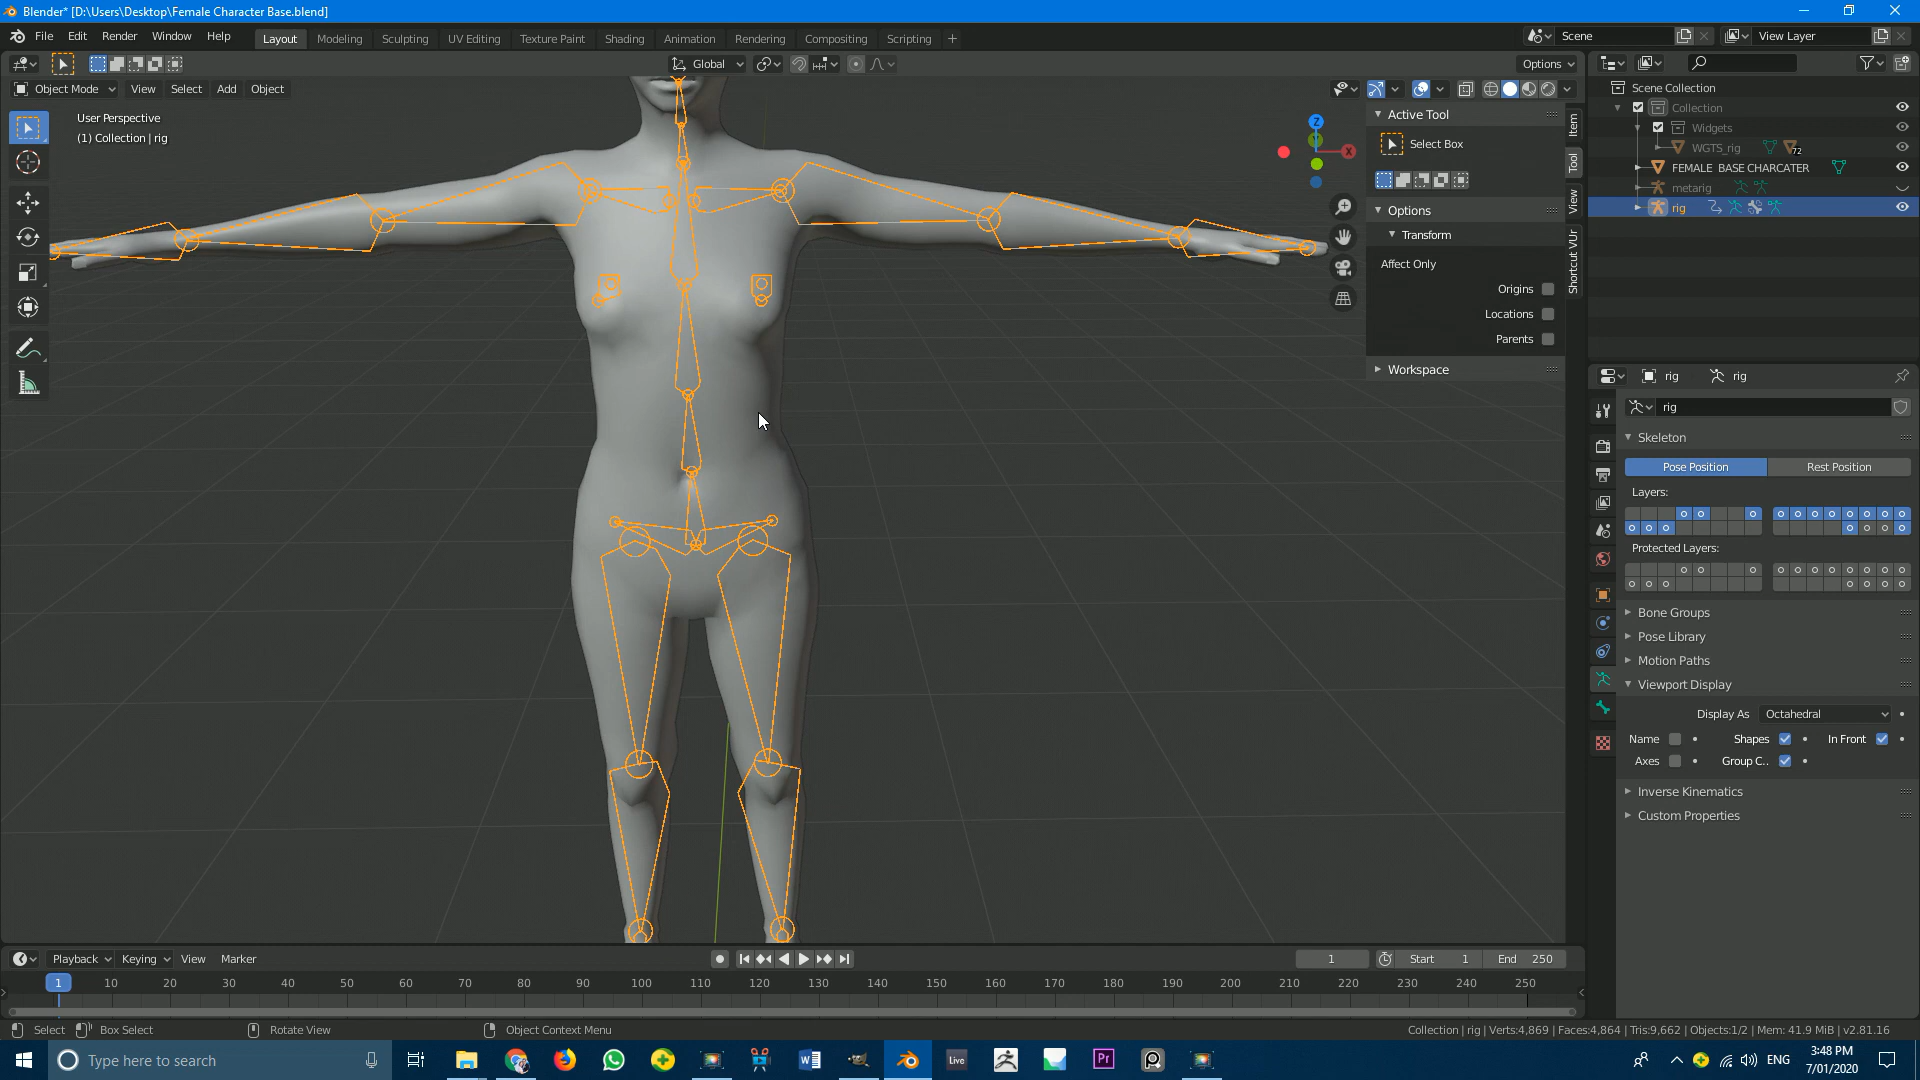 Blender* [D:\Users\Desktop\Female Character Base.blend]
File Edit Render Window Help Layout Modeling Sculpting UV Editing Texture Paint Shading Animation Rendering Compositing Scripting + Scene View Layer
Global Options
Object Mode View Select Add Object
User Perspective
(1) Collection | rig
Z
X
Active Tool
Select Box
Options
Transform
Affect Only
Origins
Locations
Parents
Workspace
Item
Tool
View
Shortcut VUr
Scene Collection
Collection
Widgets
WGTS_rig 72
FEMALE BASE CHARCATER
metarig
rig
rig rig
rig
Skeleton
Pose Position Rest Position
Layers:
Protected Layers:
Bone Groups
Pose Library
Motion Paths
Viewport Display
Display As Octahedral
Name Shapes In Front
Axes Group C..
Inverse Kinematics
Custom Properties
Playback Keying View Marker 1 Start 1 End 250
1 10 20 30 40 50 60 70 80 90 100 110 120 130 140 150 160 170 180 190 200 210 220 230 240 250
Select Box Select Rotate View Object Context Menu Collection | rig | Verts:4,869 | Faces:4,864 | Tris:9,662 | Objects:1/2 | Mem: 41.9 MiB | v2.81.16
Type here to search W Live Pr ENG 3:48 PM
7/01/2020